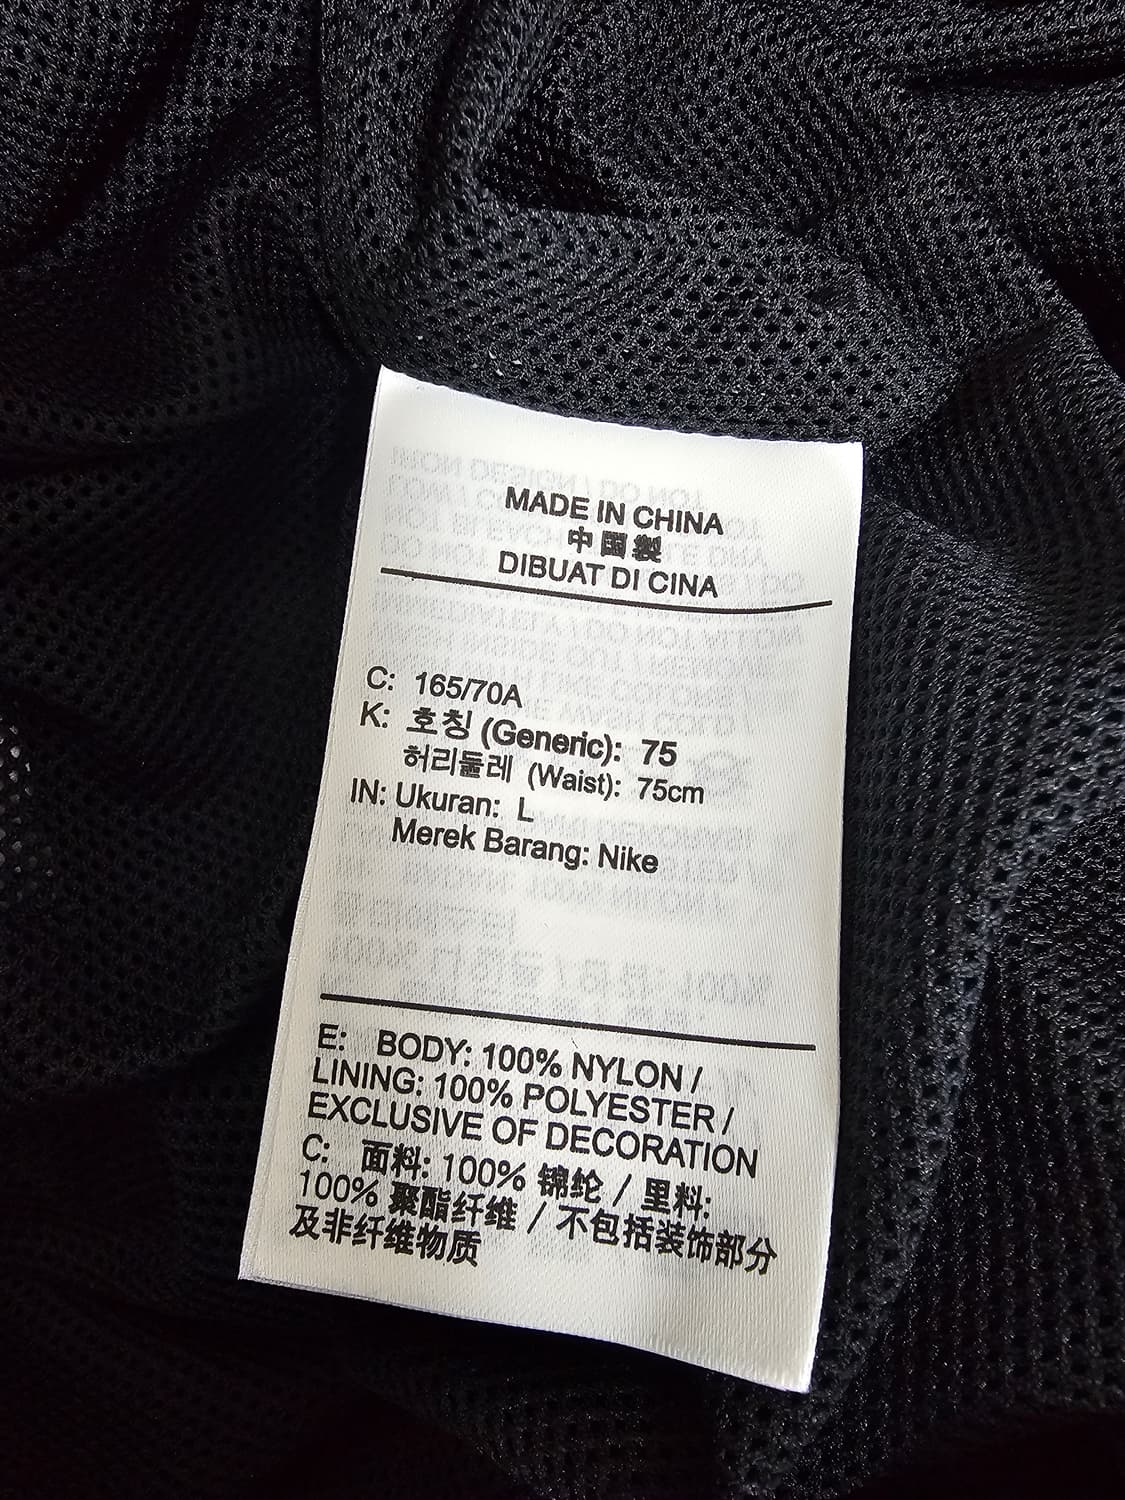 MADE IN CHINA
中国製
DIBUAT DI CINA
C: 165/70A
K: 호칭 (Generic): 75
허리둘레 (Waist): 75cm
IN: Ukuran: L
Merek Barang: Nike
E: BODY: 100% NYLON /
LINING: 100% POLYESTER /
EXCLUSIVE OF DECORATION
C: 面料: 100% 锦纶 / 里料:
100% 聚酯纤维 / 不包括装饰部分
及非纤维物质